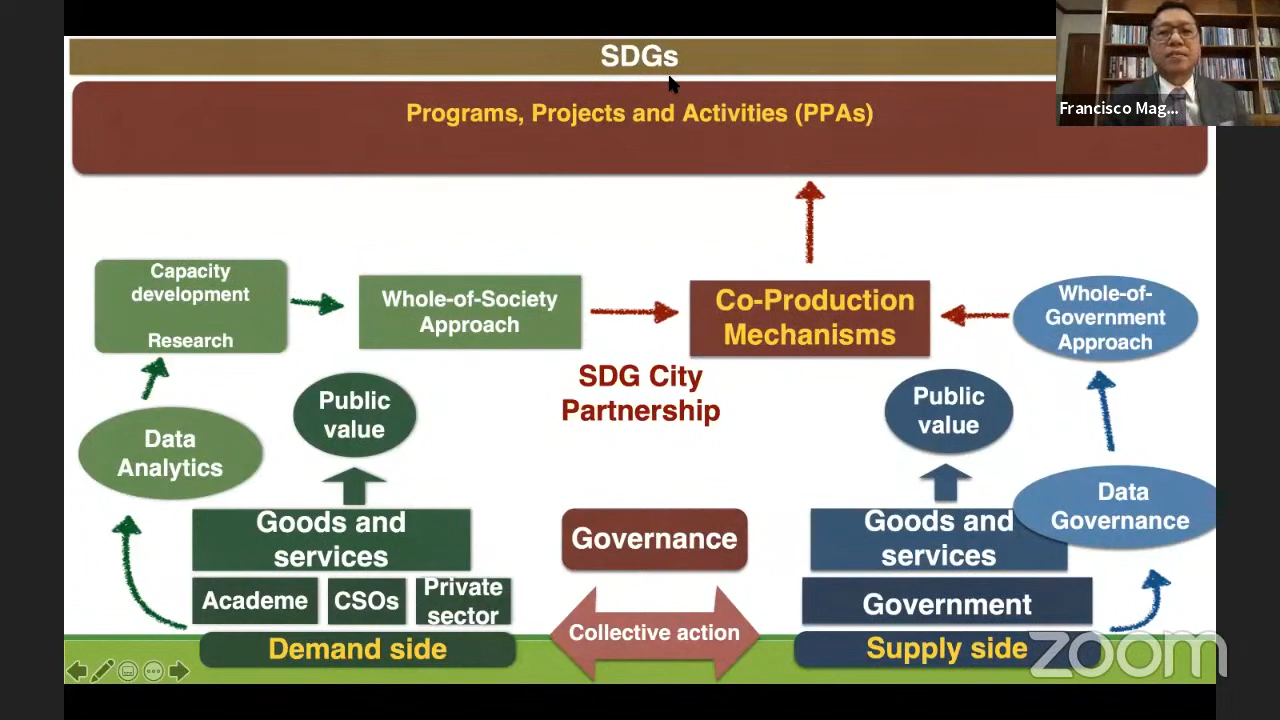 SDGs
Programs, Projects and Activities (PPAs)
Francisco Mag...
Capacity
development
Research
Whole-of-Society
Approach
Co-Production
Mechanisms
Whole-of-
Government
Approach
SDG City
Partnership
Public
value
Public
value
Data
Analytics
Data
Governance
Goods and
services
Governance
Goods and
services
Academe
CSOs
Private
sector
Government
Collective action
Demand side
Supply side
zoom